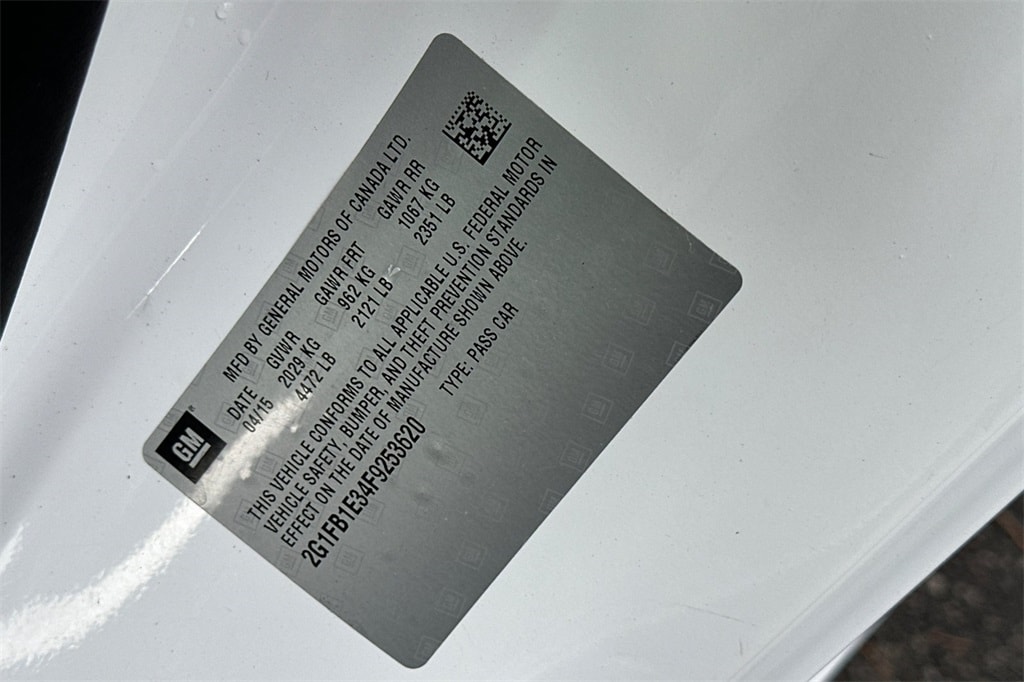 GM
MFD BY GENERAL MOTORS OF CANADA LTD.
DATE GVWR GAWR FRT GAWR RR
04/15 2029 KG 962 KG 1067 KG
4472 LB 2121 LB 2351 LB
THIS VEHICLE CONFORMS TO ALL APPLICABLE U.S. FEDERAL MOTOR
VEHICLE SAFETY, BUMPER, AND THEFT PREVENTION STANDARDS IN
EFFECT ON THE DATE OF MANUFACTURE SHOWN ABOVE.
2G1FB1E34F9253620 TYPE: PASS CAR